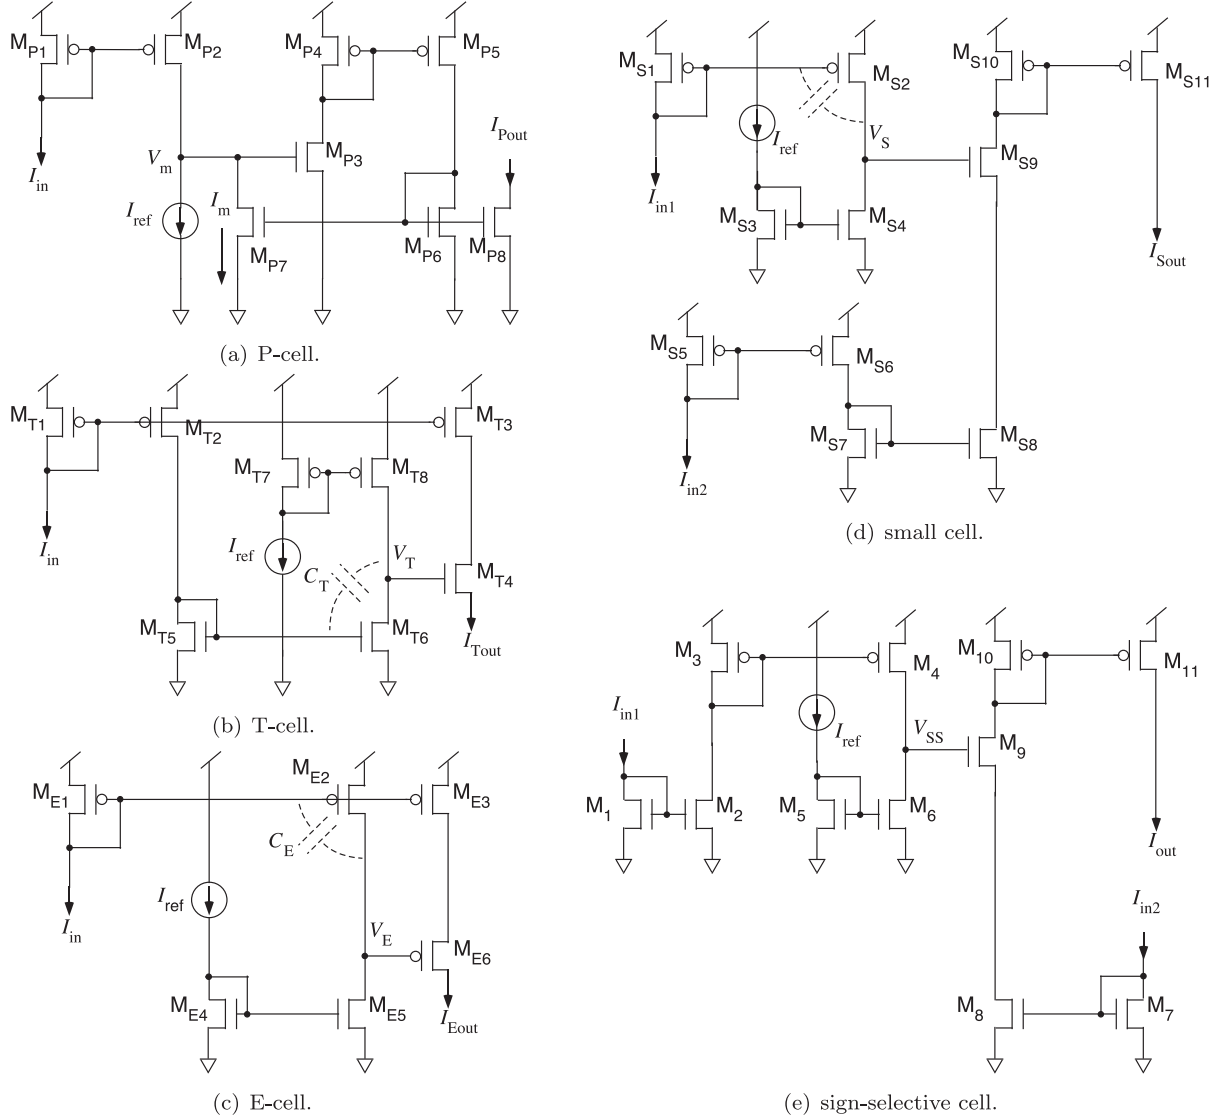 M_P1 M_P2 M_P4 M_P5
V_m M_P3 I_Pout
I_in I_ref I_m M_P7 M_P6 M_P8
(a) P-cell.
M_T1 M_T2 M_T3
M_T7 M_T8
I_in I_ref C_T V_T M_T4
M_T5 M_T6 I_Tout
(b) T-cell.
M_E1 M_E2 M_E3
C_E
I_in I_ref V_E M_E6
M_E4 M_E5 I_Eout
(c) E-cell.
M_S1 M_S2 M_S10 M_S11
I_ref V_S M_S9
I_in1 M_S3 M_S4 I_Sout
M_S5 M_S6
M_S7 M_S8
I_in2
(d) small cell.
M_3 M_4 M_10 M_11
I_in1 I_ref V_SS M_9
M_1 M_2 M_5 M_6 I_out
I_in2
M_8 M_7
(e) sign-selective cell.